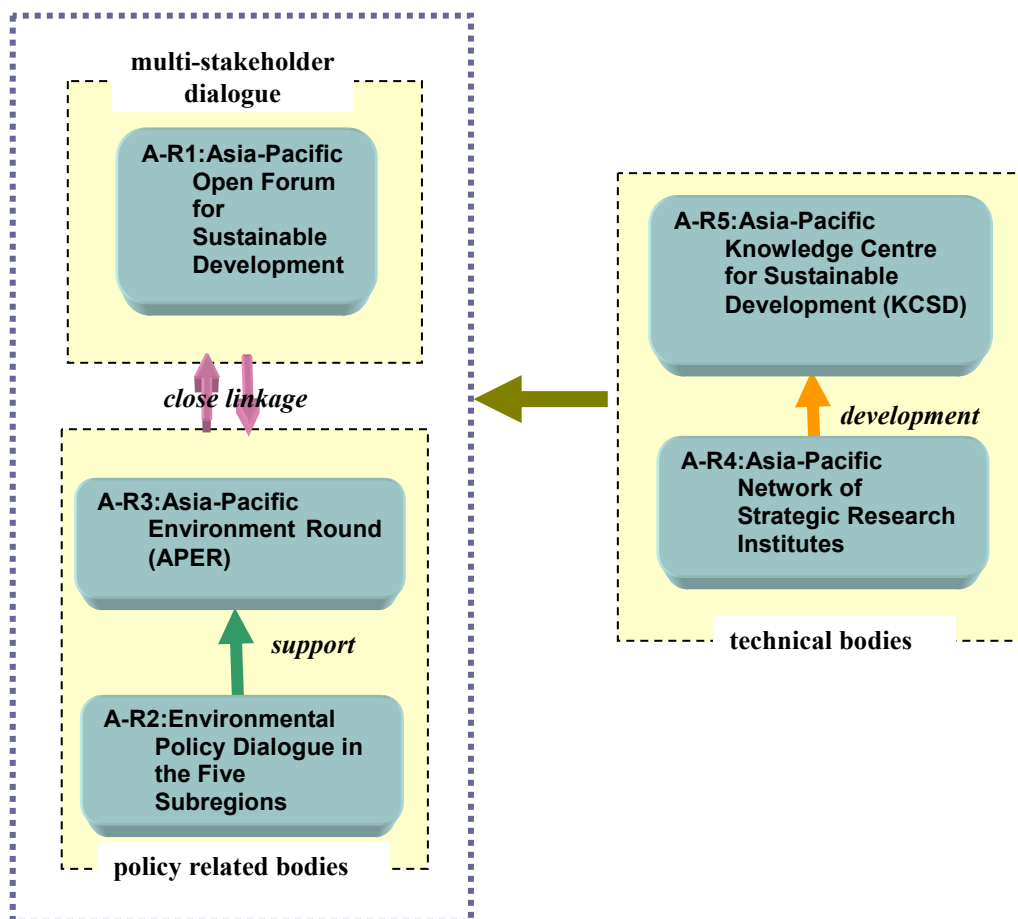 multi-stakeholder
dialogue
A-R1:Asia-Pacific
Open Forum
for
Sustainable
Development
close linkage
A-R3:Asia-Pacific
Environment Round
(APER)
support
A-R2:Environmental
Policy Dialogue in
the Five
Subregions
policy related bodies
A-R5:Asia-Pacific
Knowledge Centre
for Sustainable
Development (KCSD)
development
A-R4:Asia-Pacific
Network of
Strategic Research
Institutes
technical bodies